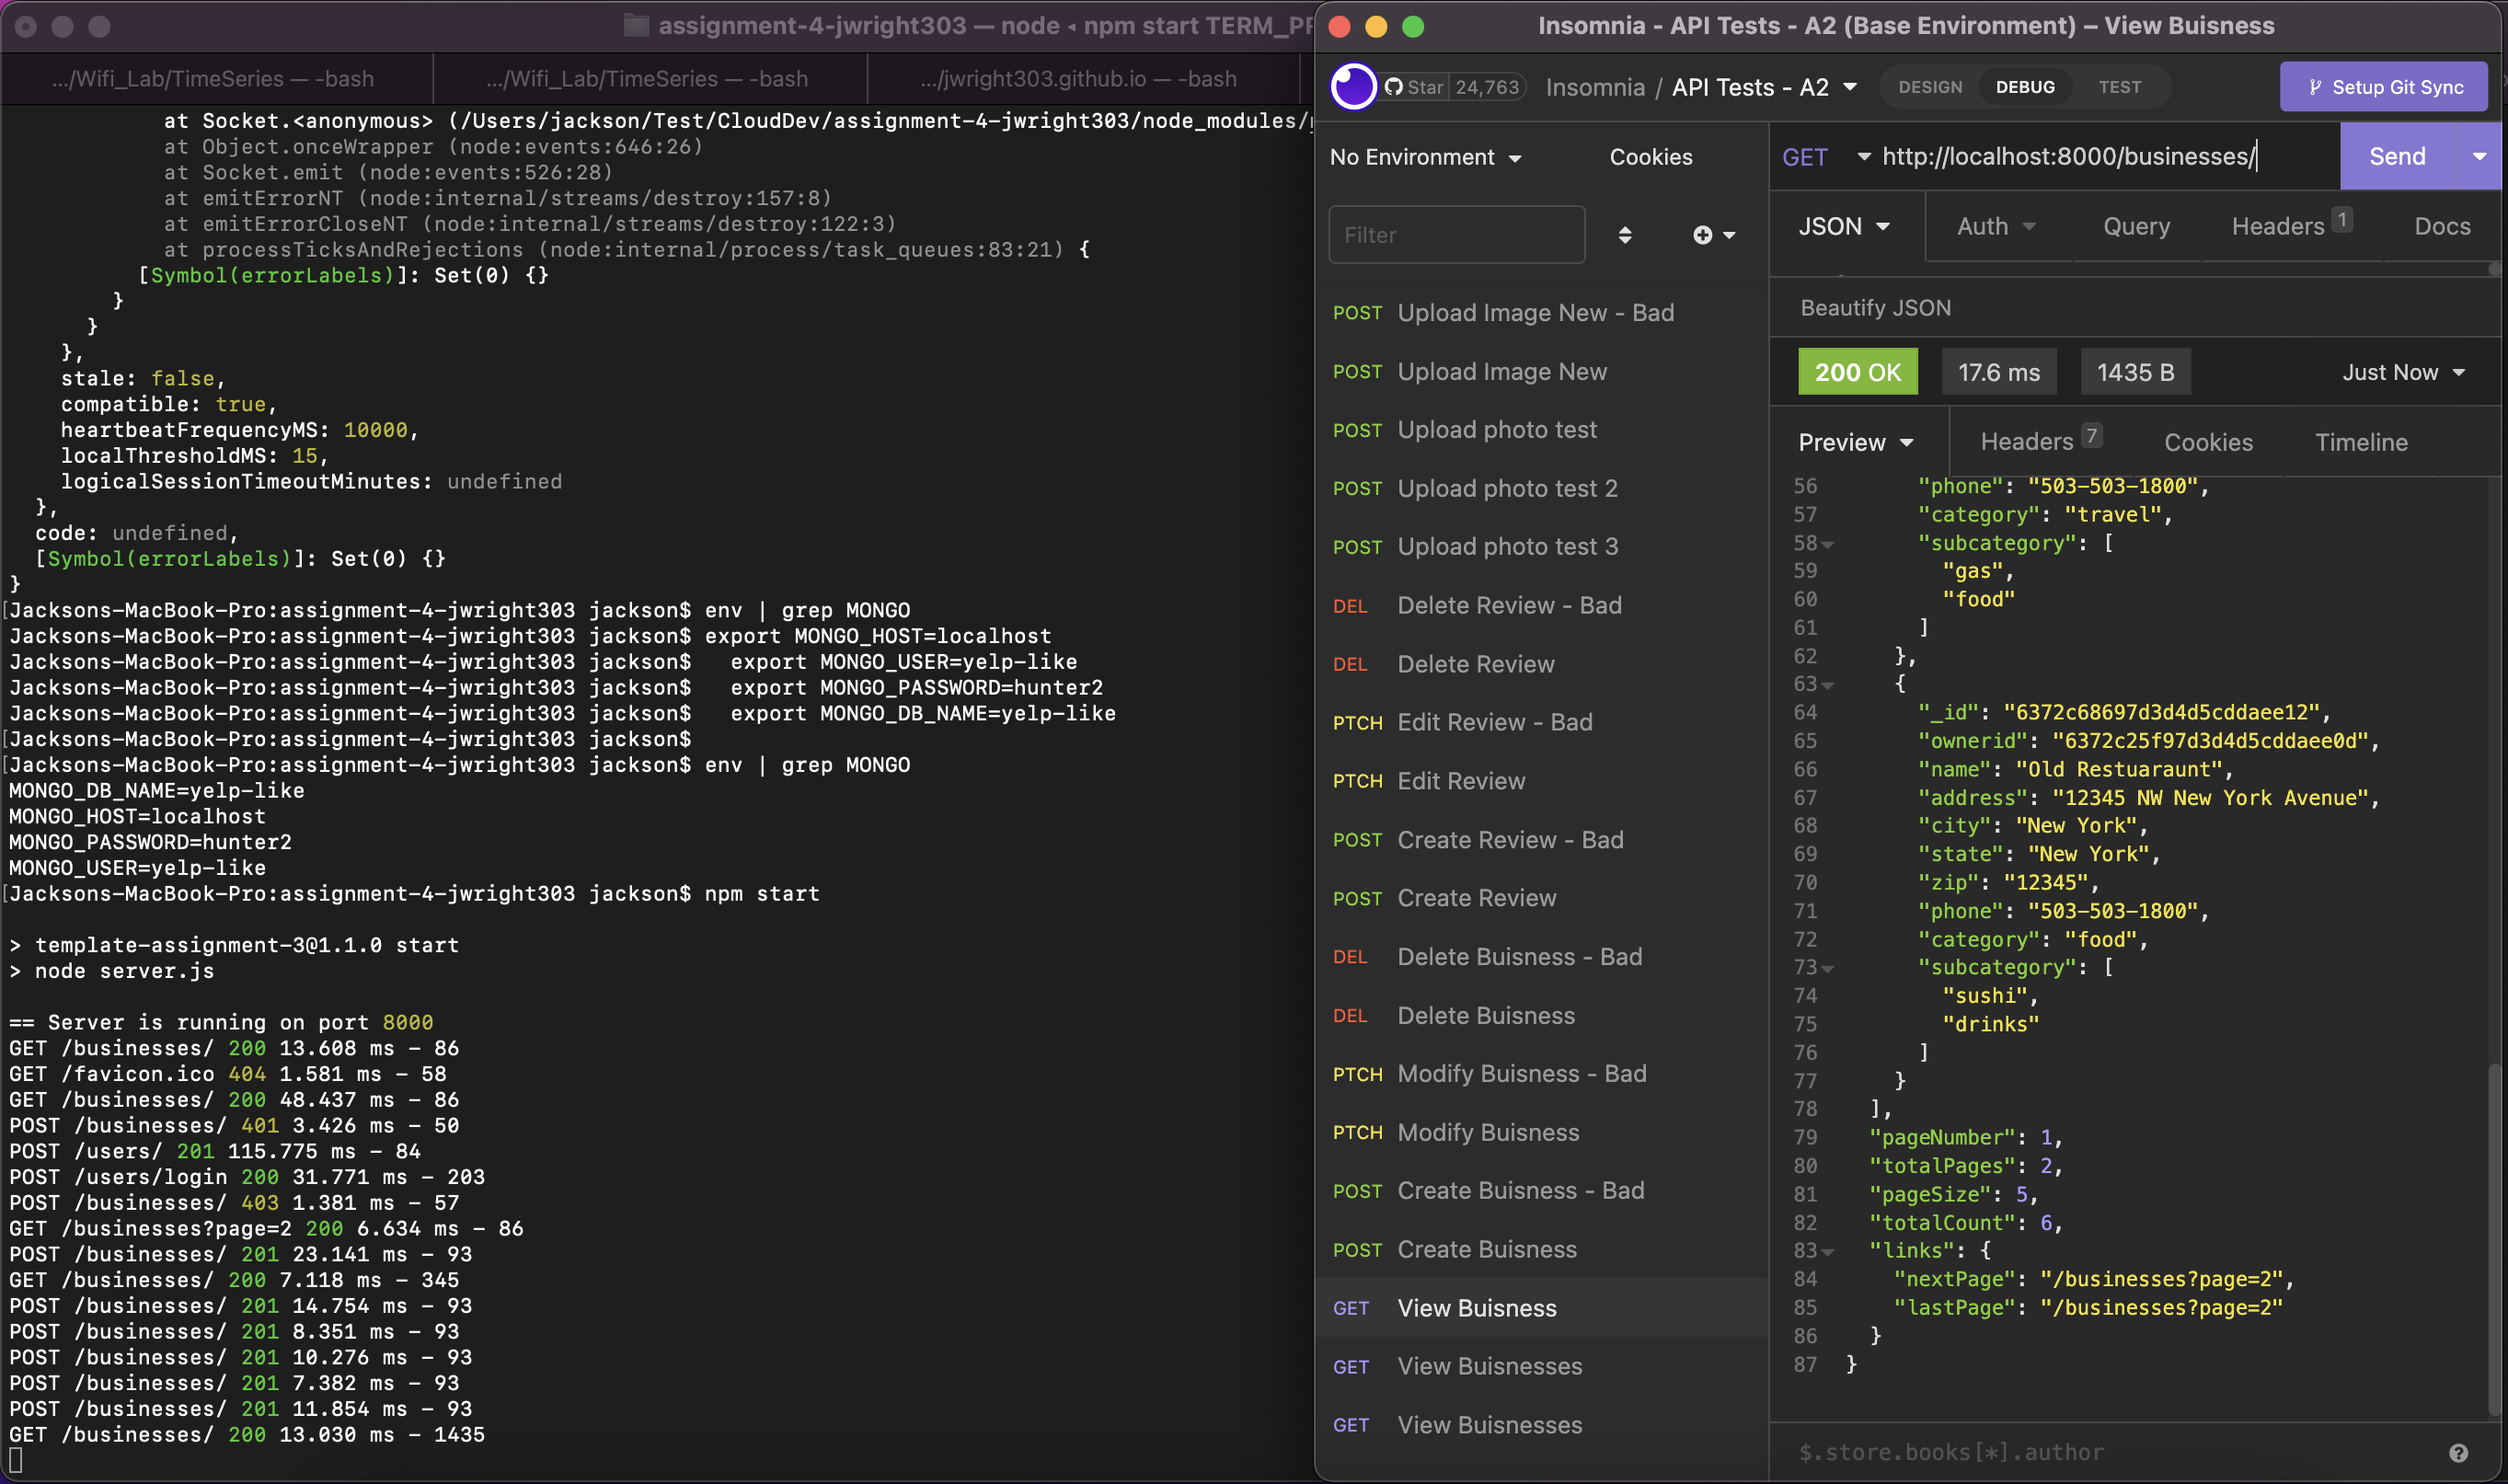 assignment-4-jwright303 — node ◂ npm start TERM_PR
.../Wifi_Lab/TimeSeries — -bash
.../Wifi_Lab/TimeSeries — -bash
.../jwright303.github.io — -bash
at Socket.<anonymous> (/Users/jackson/Test/CloudDev/assignment-4-jwright303/node_modules/
at Object.onceWrapper (node:events:646:26)
at Socket.emit (node:events:526:28)
at emitErrorNT (node:internal/streams/destroy:157:8)
at emitErrorCloseNT (node:internal/streams/destroy:122:3)
at processTicksAndRejections (node:internal/process/task_queues:83:21) {
[Symbol(errorLabels)]: Set(0) {}
}
}
},
stale: false,
compatible: true,
heartbeatFrequencyMS: 10000,
localThresholdMS: 15,
logicalSessionTimeoutMinutes: undefined
},
code: undefined,
[Symbol(errorLabels)]: Set(0) {}
}
[Jacksons-MacBook-Pro:assignment-4-jwright303 jackson$ env | grep MONGO
Jacksons-MacBook-Pro:assignment-4-jwright303 jackson$ export MONGO_HOST=localhost
Jacksons-MacBook-Pro:assignment-4-jwright303 jackson$   export MONGO_USER=yelp-like
Jacksons-MacBook-Pro:assignment-4-jwright303 jackson$   export MONGO_PASSWORD=hunter2
Jacksons-MacBook-Pro:assignment-4-jwright303 jackson$   export MONGO_DB_NAME=yelp-like
[Jacksons-MacBook-Pro:assignment-4-jwright303 jackson$
[Jacksons-MacBook-Pro:assignment-4-jwright303 jackson$ env | grep MONGO
MONGO_DB_NAME=yelp-like
MONGO_HOST=localhost
MONGO_PASSWORD=hunter2
MONGO_USER=yelp-like
[Jacksons-MacBook-Pro:assignment-4-jwright303 jackson$ npm start
> template-assignment-3@1.1.0 start
> node server.js
== Server is running on port 8000
GET /businesses/ 200 13.608 ms - 86
GET /favicon.ico 404 1.581 ms - 58
GET /businesses/ 200 48.437 ms - 86
POST /businesses/ 401 3.426 ms - 50
POST /users/ 201 115.775 ms - 84
POST /users/login 200 31.771 ms - 203
POST /businesses/ 403 1.381 ms - 57
GET /businesses?page=2 200 6.634 ms - 86
POST /businesses/ 201 23.141 ms - 93
GET /businesses/ 200 7.118 ms - 345
POST /businesses/ 201 14.754 ms - 93
POST /businesses/ 201 8.351 ms - 93
POST /businesses/ 201 10.276 ms - 93
POST /businesses/ 201 7.382 ms - 93
POST /businesses/ 201 11.854 ms - 93
GET /businesses/ 200 13.030 ms - 1435
Insomnia - API Tests - A2 (Base Environment) – View Buisness
Star 24,763
Insomnia / API Tests - A2
DESIGN DEBUG TEST
Setup Git Sync
No Environment
Cookies
Filter
POST Upload Image New - Bad
POST Upload Image New
POST Upload photo test
POST Upload photo test 2
POST Upload photo test 3
DEL Delete Review - Bad
DEL Delete Review
PTCH Edit Review - Bad
PTCH Edit Review
POST Create Review - Bad
POST Create Review
DEL Delete Buisness - Bad
DEL Delete Buisness
PTCH Modify Buisness - Bad
PTCH Modify Buisness
POST Create Buisness - Bad
POST Create Buisness
GET View Buisness
GET View Buisnesses
GET View Buisnesses
GET http://localhost:8000/businesses/
Send
JSON Auth Query Headers 1 Docs
Beautify JSON
200 OK 17.6 ms 1435 B Just Now
Preview Headers 7 Cookies Timeline
56 "phone": "503-503-1800",
57 "category": "travel",
58 "subcategory": [
59 "gas",
60 "food"
61 ]
62 },
63 {
64 "_id": "6372c68697d3d4d5cddaee12",
65 "ownerid": "6372c25f97d3d4d5cddaee0d",
66 "name": "Old Restuaraunt",
67 "address": "12345 NW New York Avenue",
68 "city": "New York",
69 "state": "New York",
70 "zip": "12345",
71 "phone": "503-503-1800",
72 "category": "food",
73 "subcategory": [
74 "sushi",
75 "drinks"
76 ]
77 }
78 ],
79 "pageNumber": 1,
80 "totalPages": 2,
81 "pageSize": 5,
82 "totalCount": 6,
83 "links": {
84 "nextPage": "/businesses?page=2",
85 "lastPage": "/businesses?page=2"
86 }
87 }
$.store.books[*].author